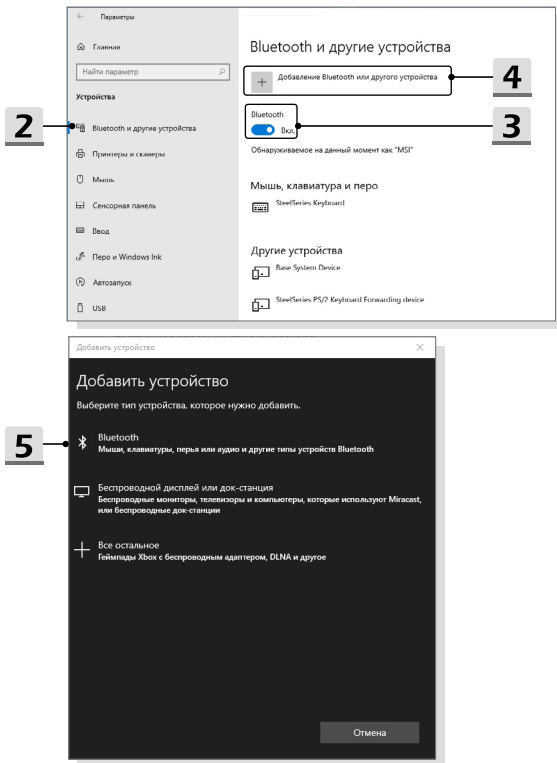 Параметры
Главная
Найти параметр
Устройства
2
Bluetooth и другие устройства
Принтеры и сканеры
Мышь
Сенсорная панель
Ввод
Перо и Windows Ink
Автозапуск
USB
Bluetooth и другие устройства
Добавление Bluetooth или другого устройства
4
Bluetooth
Вкл.
3
Обнаруживаемое на данный момент как "MSI"
Мышь, клавиатура и перо
SteelSeries Keyboard
Другие устройства
Base System Device
SteelSeries PS/2 Keyboard Forwarding device
Добавить устройство
Добавить устройство
Выберите тип устройства, которое нужно добавить.
5
Bluetooth
Мыши, клавиатуры, перья или аудио и другие типы устройств Bluetooth
Беспроводной дисплей или док-станция
Беспроводные мониторы, телевизоры и компьютеры, которые используют Miracast,
или беспроводные док-станции
Все остальное
Геймпады Xbox с беспроводным адаптером, DLNA и другое
Отмена